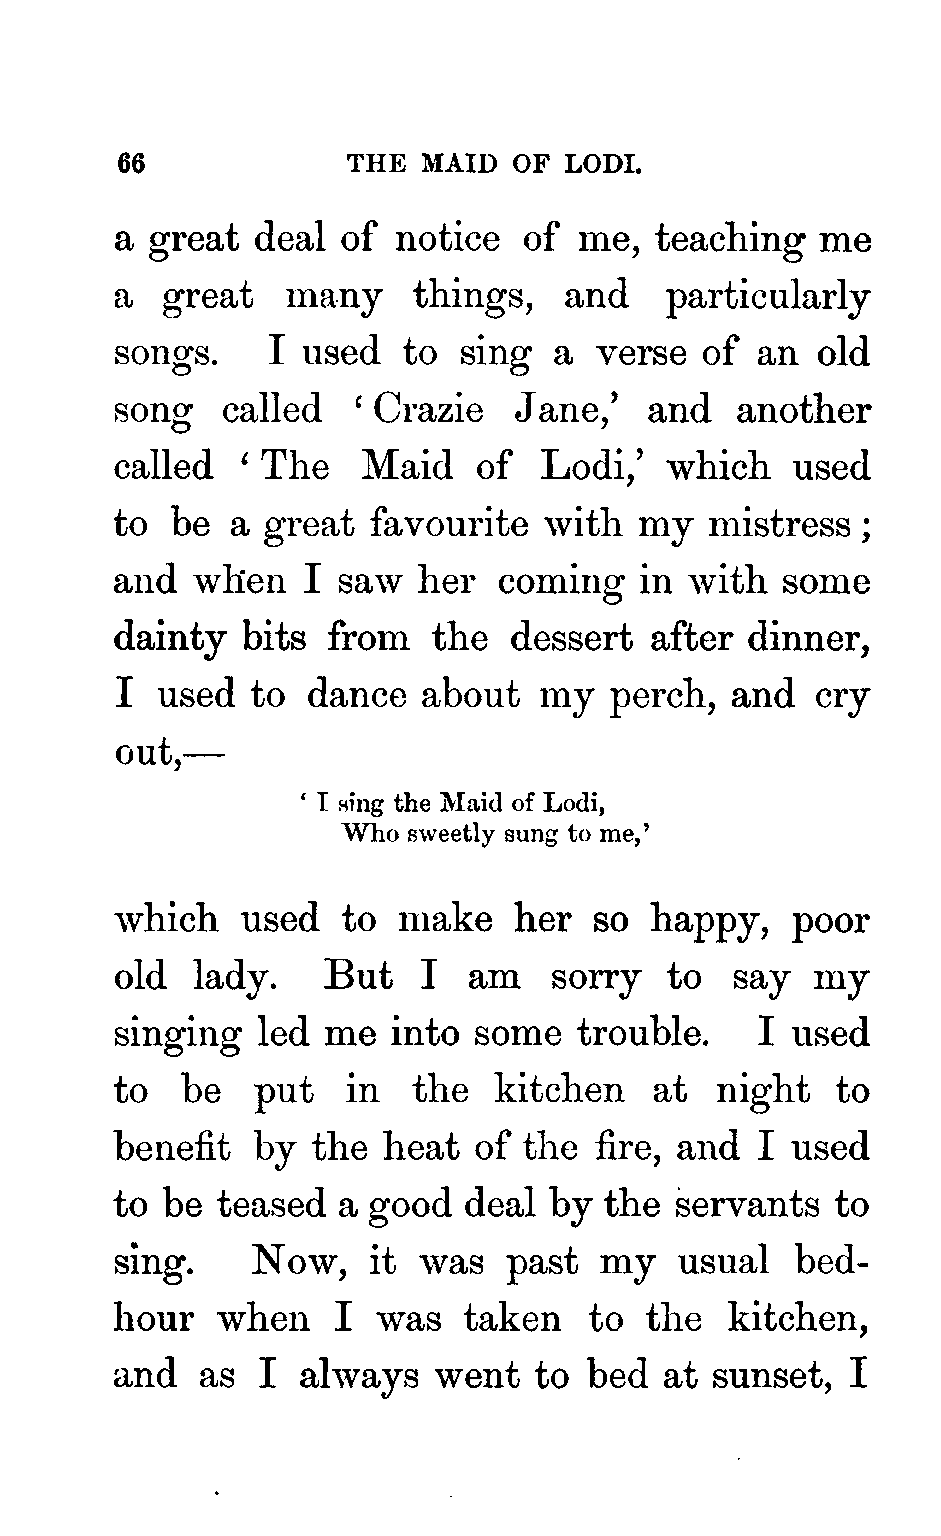 66 THE MAID OF LODI.
a great deal of notice of me, teaching me
a great many things, and particularly
songs. I used to sing a verse of an old
song called ‘ Crazie Jane,’ and another
called ‘ The Maid of Lodi,’ which used
to be a great favourite with my mistress ;
and when I saw her coming in with some
dainty bits from the dessert after dinner,
I used to dance about my perch, and cry
out,—
‘ I sing the Maid of Lodi,
Who sweetly sung to me,’
which used to make her so happy, poor
old lady. But I am sorry to say my
singing led me into some trouble. I used
to be put in the kitchen at night to
benefit by the heat of the fire, and I used
to be teased a good deal by the servants to
sing. Now, it was past my usual bed-
hour when I was taken to the kitchen,
and as I always went to bed at sunset, I